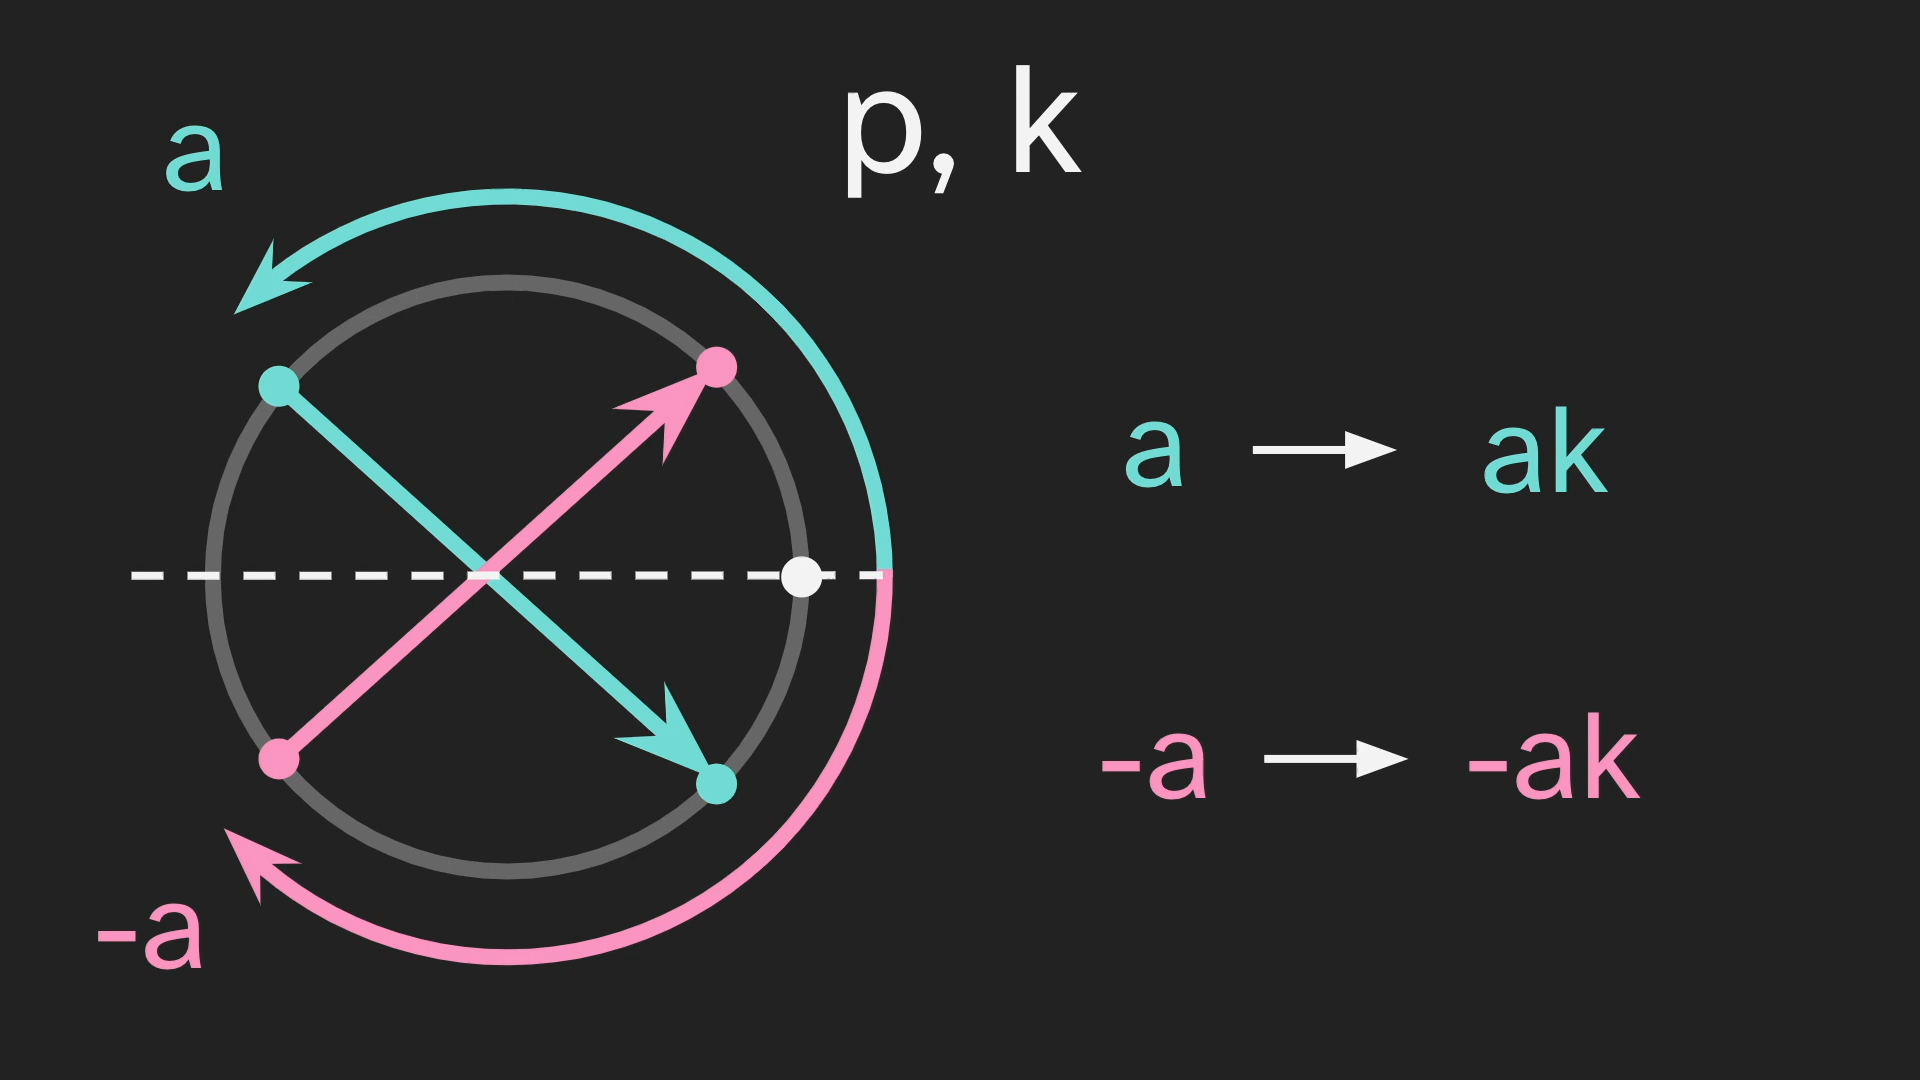 p, k
a
a → ak
-a → -ak
-a